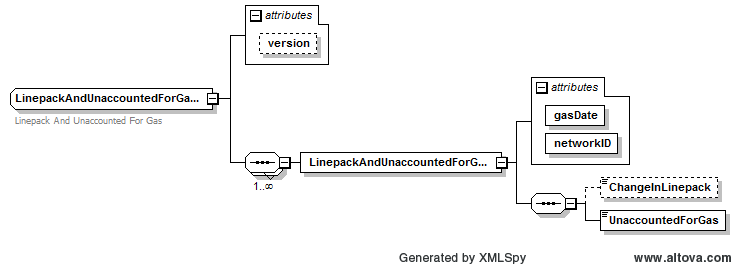 attributes
version
LinepackAndUnaccountedForGa...
Linepack And Unaccounted For Gas
1..∞
LinepackAndUnaccountedForG...
attributes
gasDate
networkID
ChangeInLinepack
UnaccountedForGas
Generated by XMLSpy
www.altova.com